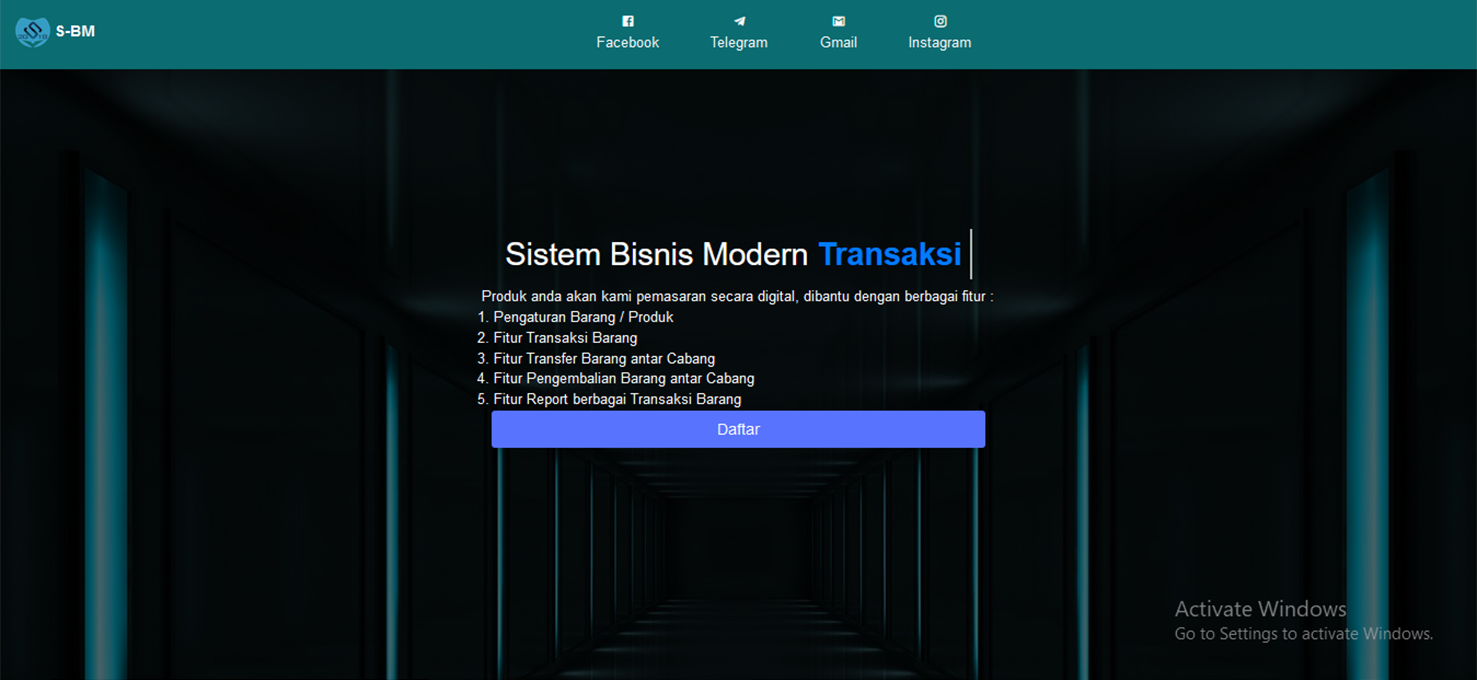 S-BM
Facebook
Telegram
Gmail
Instagram
Sistem Bisnis Modern Transaksi
Produk anda akan kami pemasaran secara digital, dibantu dengan berbagai fitur :
1. Pengaturan Barang / Produk
2. Fitur Transaksi Barang
3. Fitur Transfer Barang antar Cabang
4. Fitur Pengembalian Barang antar Cabang
5. Fitur Report berbagai Transaksi Barang
Daftar
Activate Windows
Go to Settings to activate Windows.